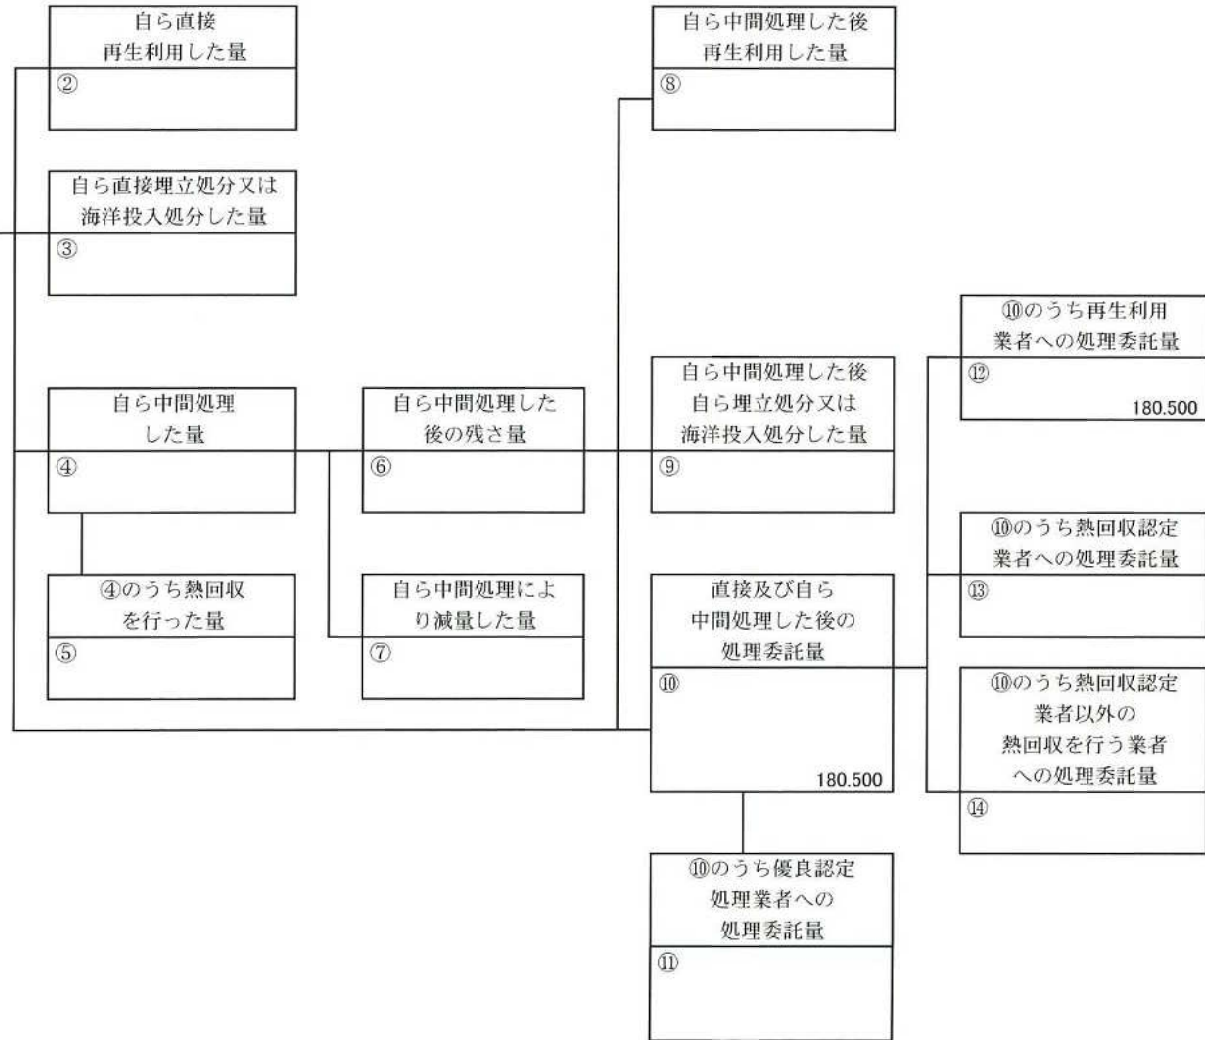 自ら直接
再生利用した量
②
自ら中間処理した後
再生利用した量
⑧
自ら直接埋立処分又は
海洋投入処分した量
③
⑩のうち再生利用
業者への処理委託量
⑫
180.500
自ら中間処理
した量
④
自ら中間処理した
後の残さ量
⑥
自ら中間処理した後
自ら埋立処分又は
海洋投入処分した量
⑨
⑩のうち熱回収認定
業者への処理委託量
⑬
④のうち熱回収
を行った量
⑤
自ら中間処理によ
り減量した量
⑦
直接及び自ら
中間処理した後の
処理委託量
⑩
180.500
⑩のうち熱回収認定
業者以外の
熱回収を行う業者
への処理委託量
⑭
⑩のうち優良認定
処理業者への
処理委託量
⑪